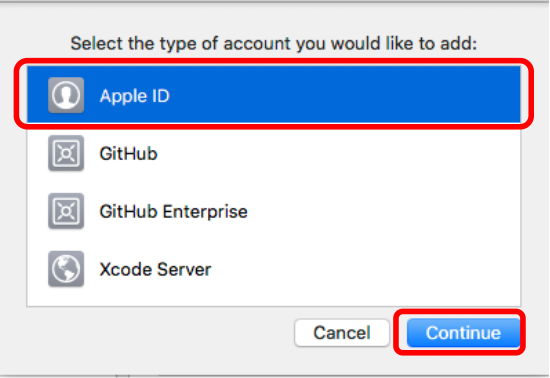 Select the type of account you would like to add:
Apple ID
GitHub
GitHub Enterprise
Xcode Server
Cancel
Continue